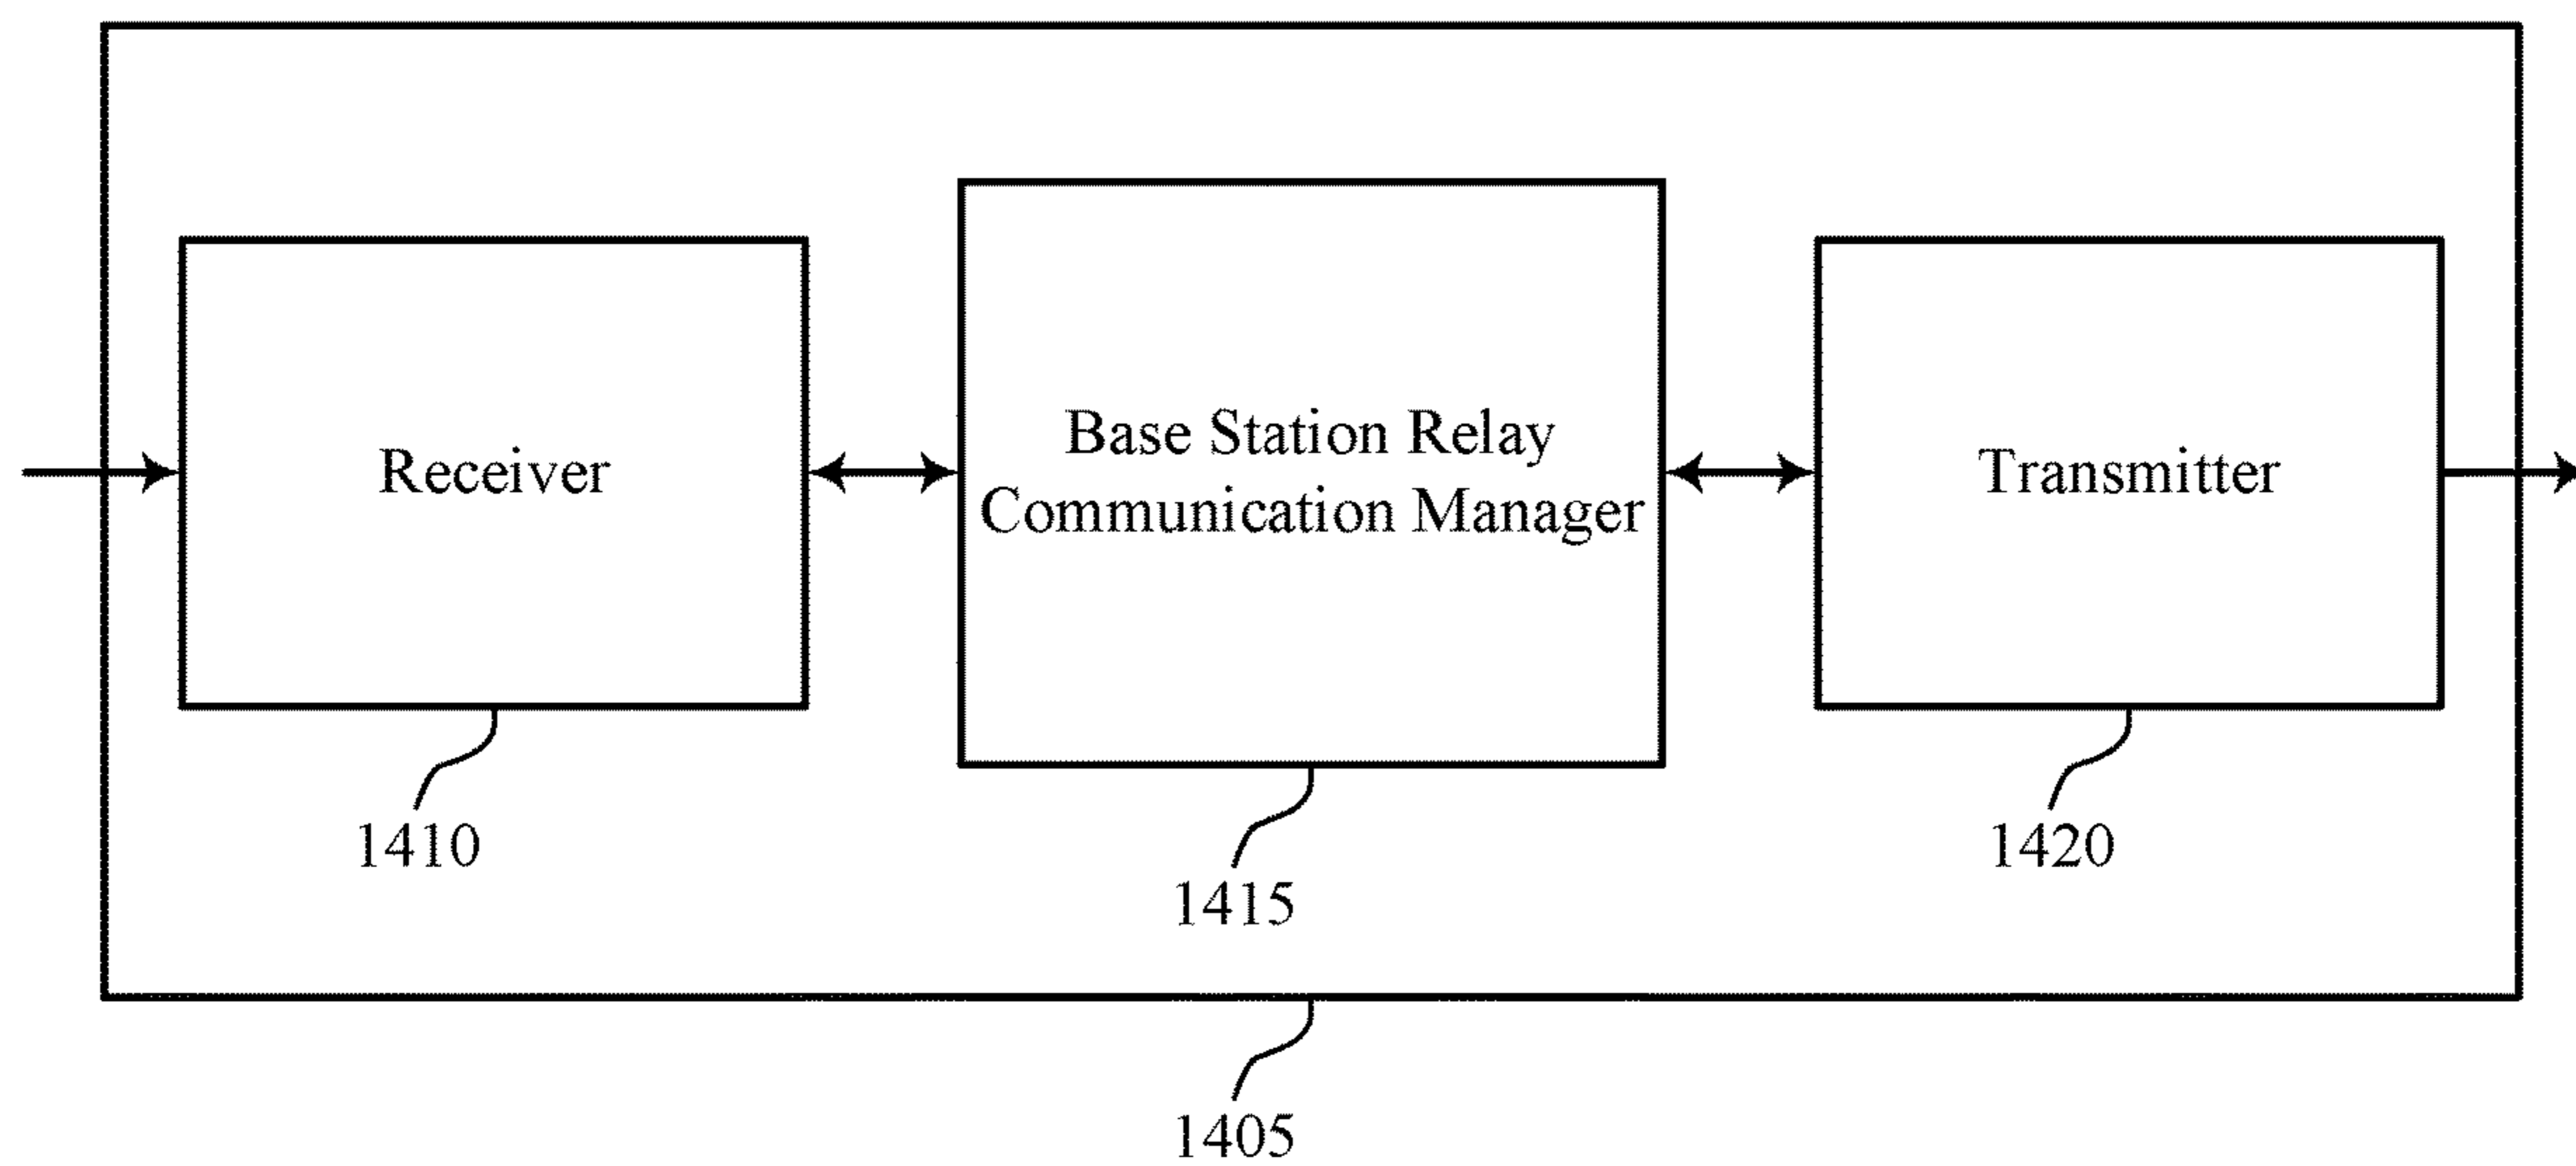 Receiver
Base Station Relay
Communication Manager
Transmitter
1410
1415
1420
1405